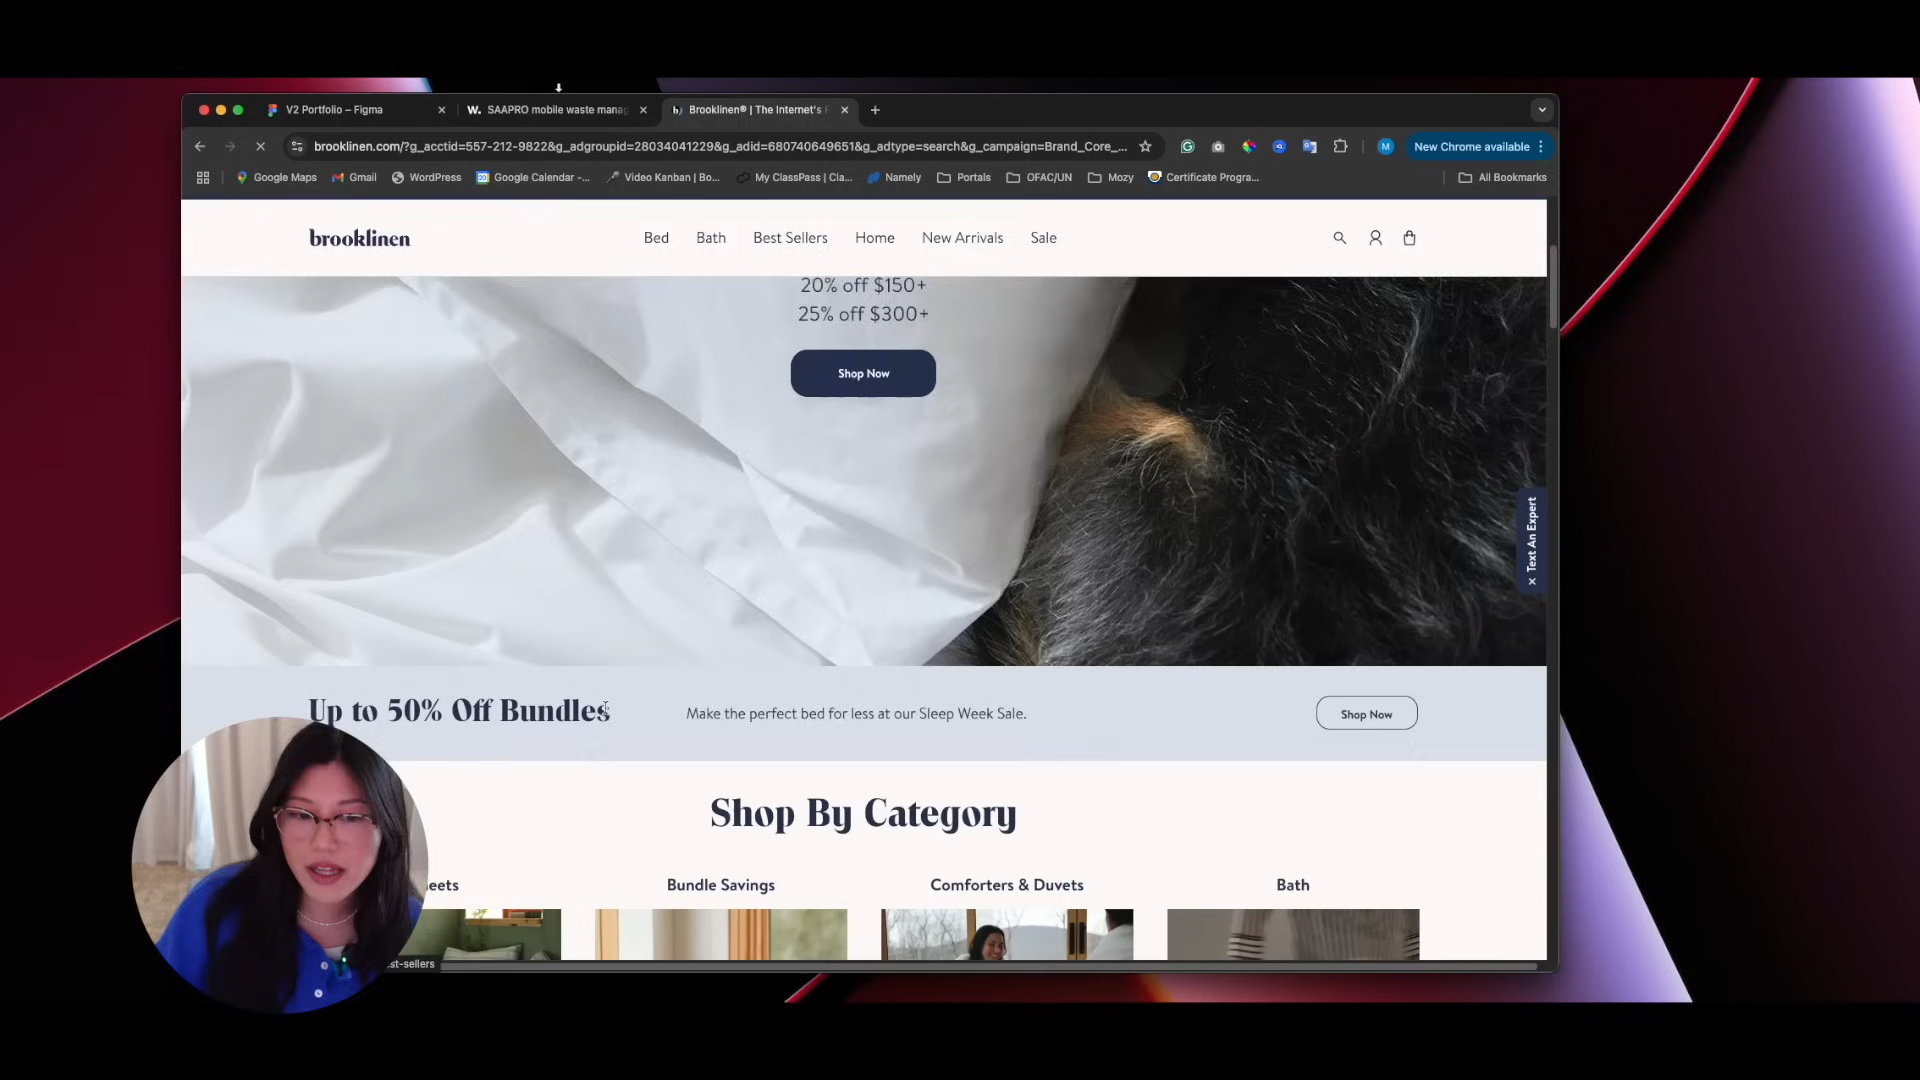 V2 Portfolio – Figma
W. SAAPRO mobile waste manag
Brooklinen® | The Internet's F
brooklinen.com/?g_acctid=557-212-9822&g_adgroupid=28034041229&g_adid=680740649651&g_adtype=search&g_campaign=Brand_Core_...
M
New Chrome available
Google Maps
Gmail
WordPress
Google Calendar -...
Video Kanban | Bo...
My ClassPass | Cla...
Namely
Portals
OFAC/UN
Mozy
Certificate Progra...
All Bookmarks
brooklinen
Bed
Bath
Best Sellers
Home
New Arrivals
Sale
20% off $150+
25% off $300+
Shop Now
Text An Expert
Up to 50% Off Bundles
Make the perfect bed for less at our Sleep Week Sale.
Shop Now
Shop By Category
eets
Bundle Savings
Comforters & Duvets
Bath
st-sellers